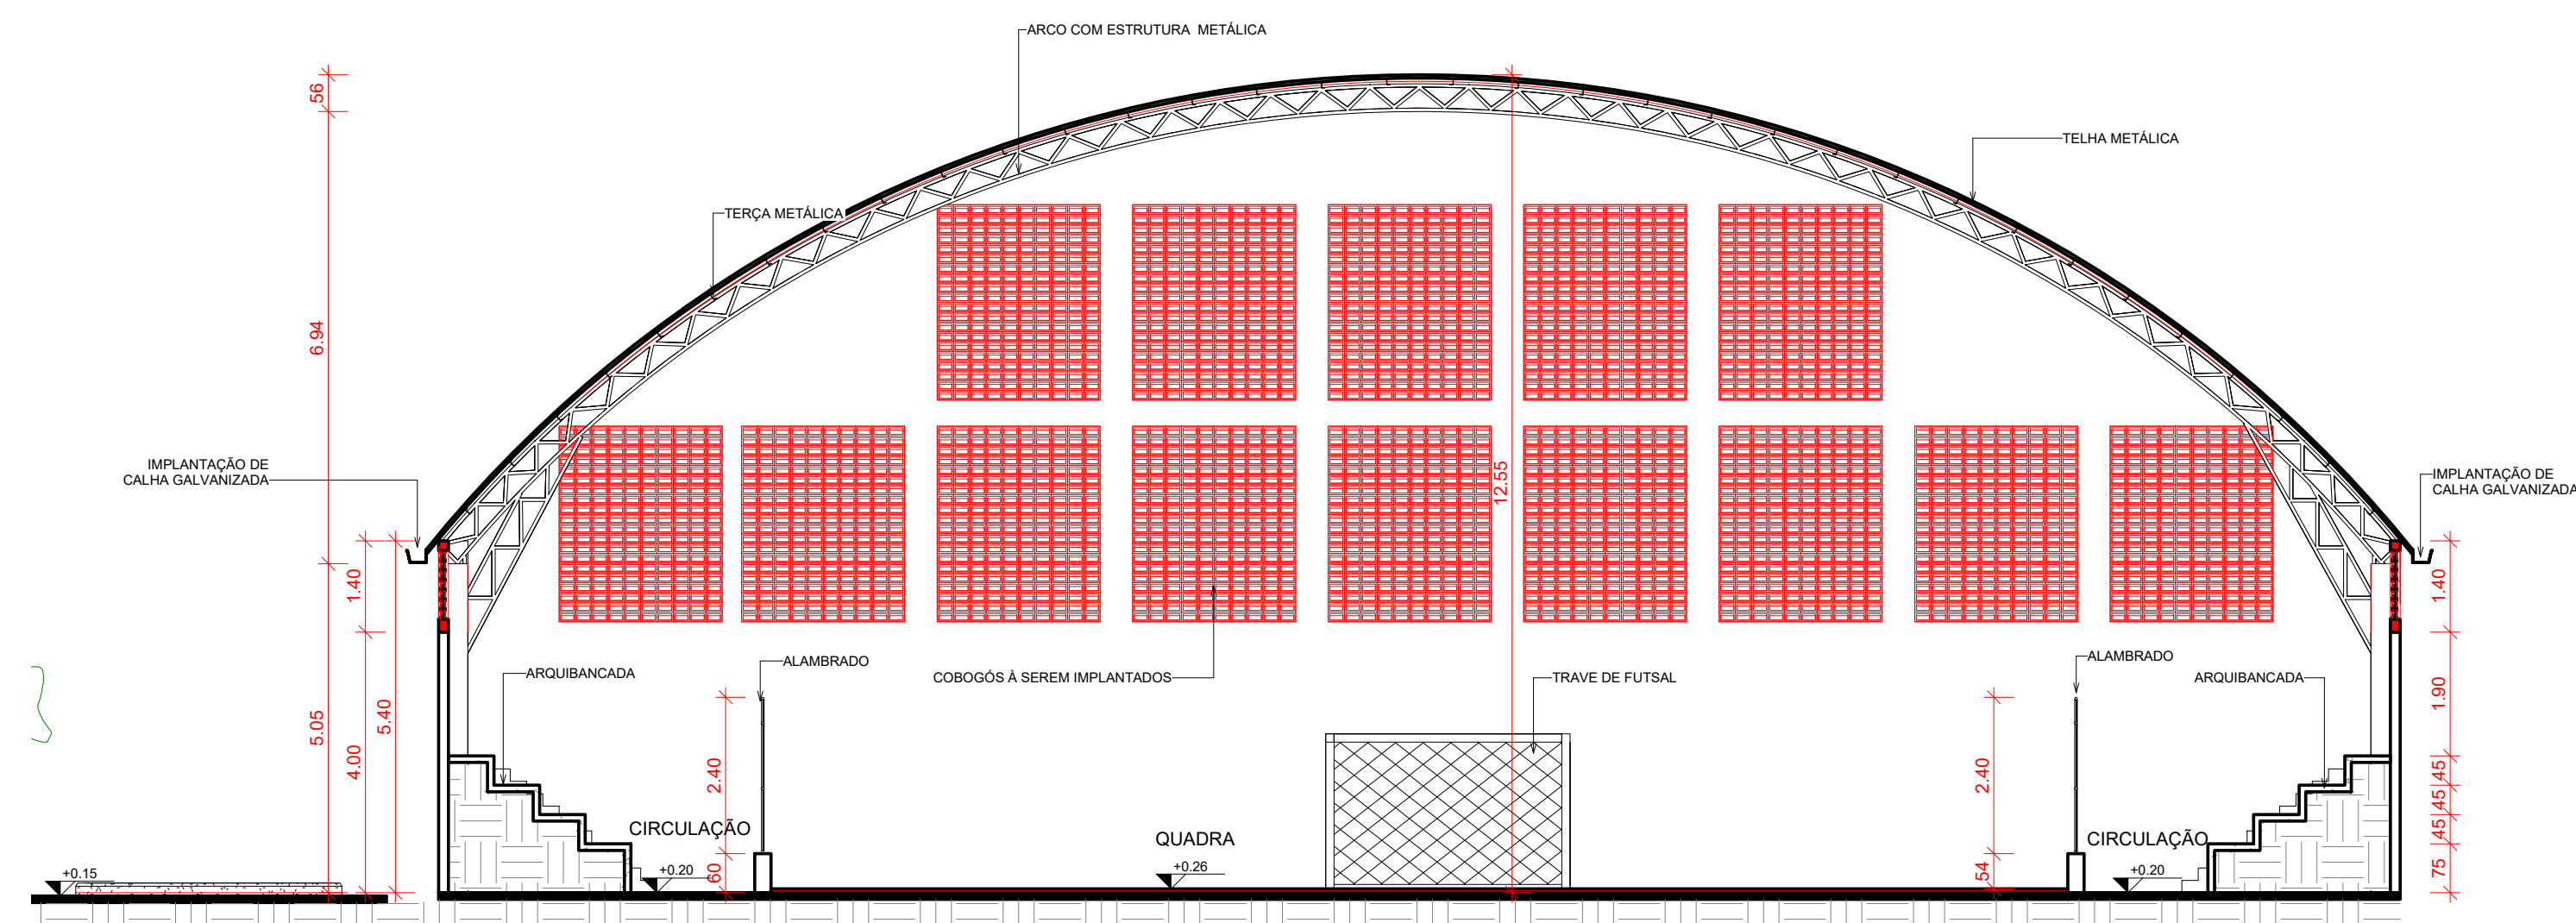 ARCO COM ESTRUTURA METÁLICA
56
TELHA METÁLICA
TERÇA METÁLICA
6.94
12.55
IMPLANTAÇÃO DE
CALHA GALVANIZADA
IMPLANTAÇÃO DE
CALHA GALVANIZADA
1.40
1.40
ALAMBRADO
ALAMBRADO
ARQUIBANCADA
COBOGÓS À SEREM IMPLANTADOS
TRAVE DE FUTSAL
ARQUIBANCADA
5.05
4.00
5.40
2.40
2.40
1.90
45
45
45
75
CIRCULAÇÃO
QUADRA
CIRCULAÇÃO
+0.15
+0.20
60
+0.26
54
+0.20